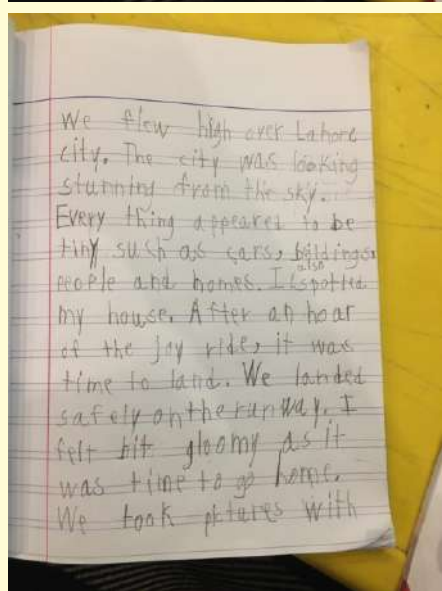 We flew high over Lahore
city. The city was looking
stunning from the sky.
Every thing appeared to be
tiny such as cars, bildings,
people and homes. I also spotted
my house. After an hoar
of the joy ride, it was
time to land. We landed
safely on the runway. I
felt bit gloomy as it
was time to go home.
We took pktures with